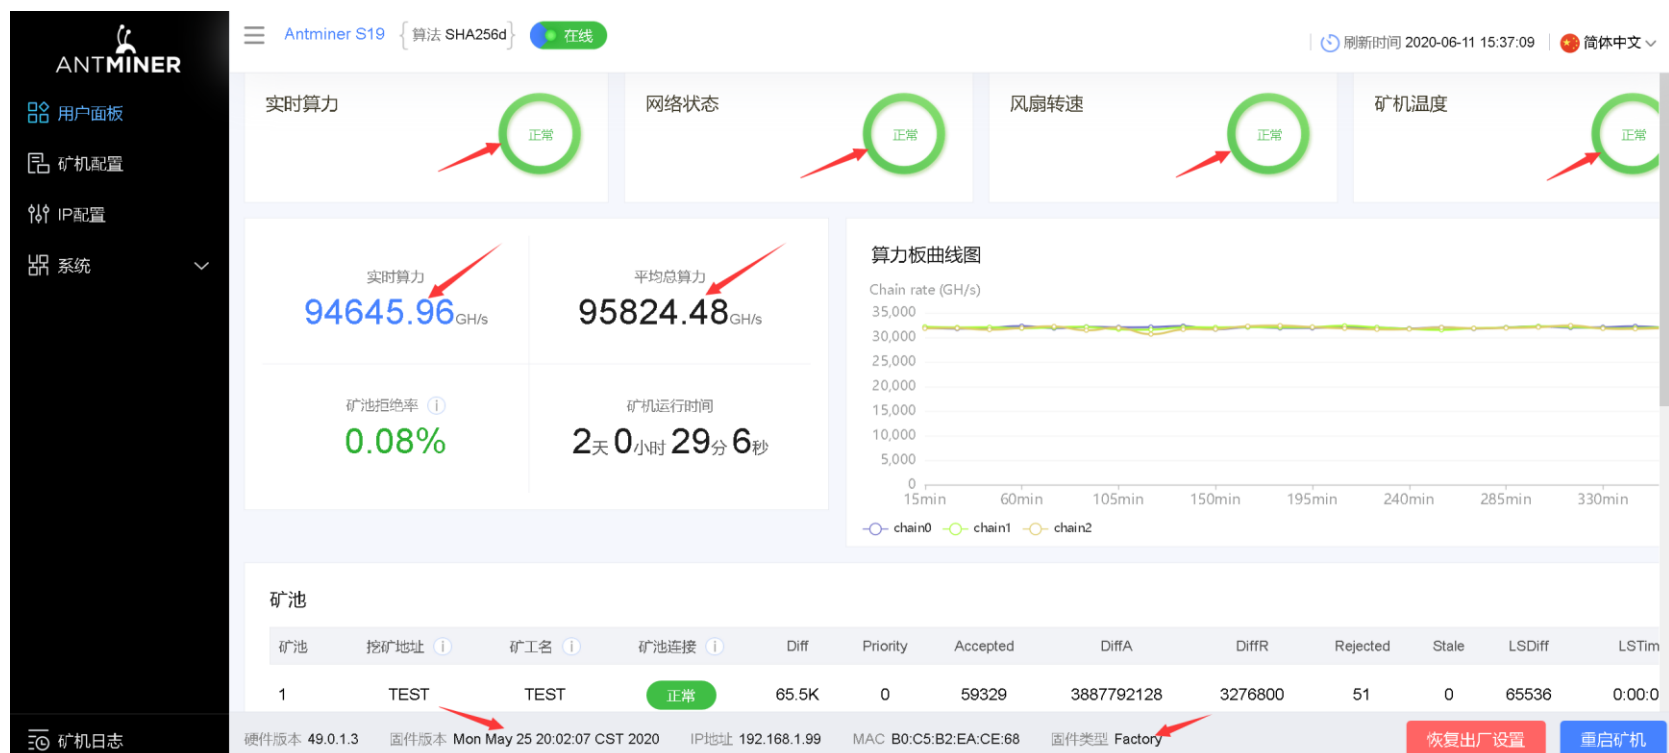 ANTMINER
用户面板
矿机配置
IP配置
系统
矿机日志
Antminer S19 {算法 SHA256d} 在线
刷新时间 2020-06-11 15:37:09 简体中文
实时算力 正常
网络状态 正常
风扇转速 正常
矿机温度 正常
实时算力
94645.96GH/s
平均总算力
95824.48GH/s
矿池拒绝率 i
0.08%
矿机运行时间
2天 0小时 29分 6秒
算力板曲线图
Chain rate (GH/s)
35,000
30,000
25,000
20,000
15,000
10,000
5,000
0
15min 60min 105min 150min 195min 240min 285min 330min
chain0 chain1 chain2
矿池
矿池 挖矿地址 i 矿工名 i 矿池连接 i Diff Priority Accepted DiffA DiffR Rejected Stale LSDiff LSTim
1 TEST TEST 正常 65.5K 0 59329 3887792128 3276800 51 0 65536 0:00:0
硬件版本 49.0.1.3 固件版本 Mon May 25 20:02:07 CST 2020 IP地址 192.168.1.99 MAC B0:C5:B2:EA:CE:68 固件类型 Factory 恢复出厂设置 重启矿机